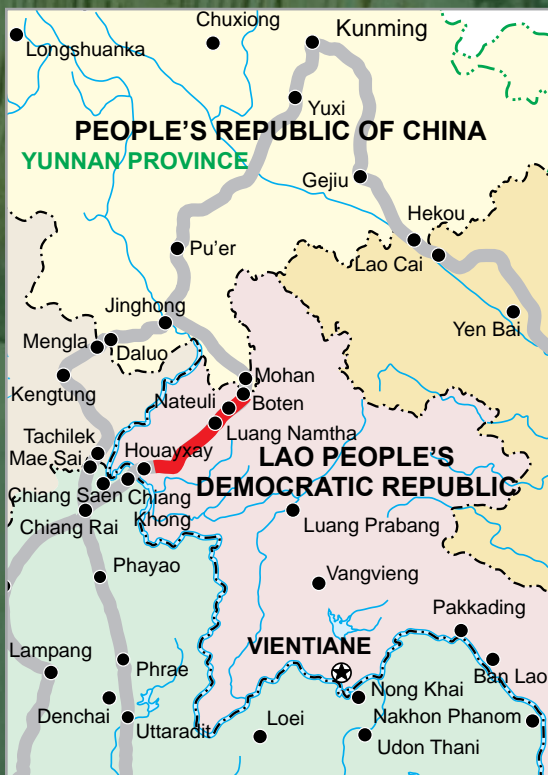 Chuxiong
Kunming
Longshuanka
Yuxi
PEOPLE'S REPUBLIC OF CHINA
YUNNAN PROVINCE
Gejiu
Hekou
Pu'er
Lao Cai
Jinghong
Yen Bai
Mengla
Daluo
Mohan
Kengtung
Nateuli
Boten
Luang Namtha
Tachilek
Houayxay
LAO PEOPLE'S
DEMOCRATIC REPUBLIC
Mae Sai
Chiang Saen
Chiang
Khong
Chiang Rai
Luang Prabang
Phayao
Vangvieng
Pakkading
VIENTIANE
Lampang
Phrae
Ban Lao
Nong Khai
Denchai
Nakhon Phanom
Uttaradit
Loei
Udon Thani